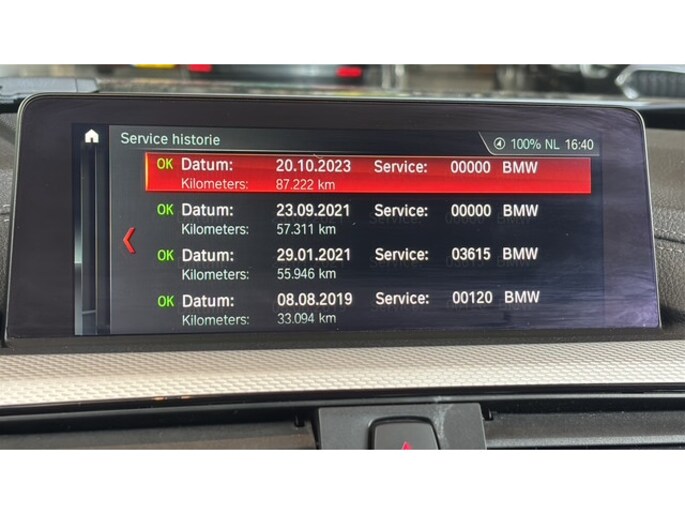 Service historie
100% NL 16:40
OK Datum: 20.10.2023 Service: 00000 BMW
Kilometers: 87.222 km
OK Datum: 23.09.2021 Service: 00000 BMW
Kilometers: 57.311 km
OK Datum: 29.01.2021 Service: 03615 BMW
Kilometers: 55.946 km
OK Datum: 08.08.2019 Service: 00120 BMW
Kilometers: 33.094 km